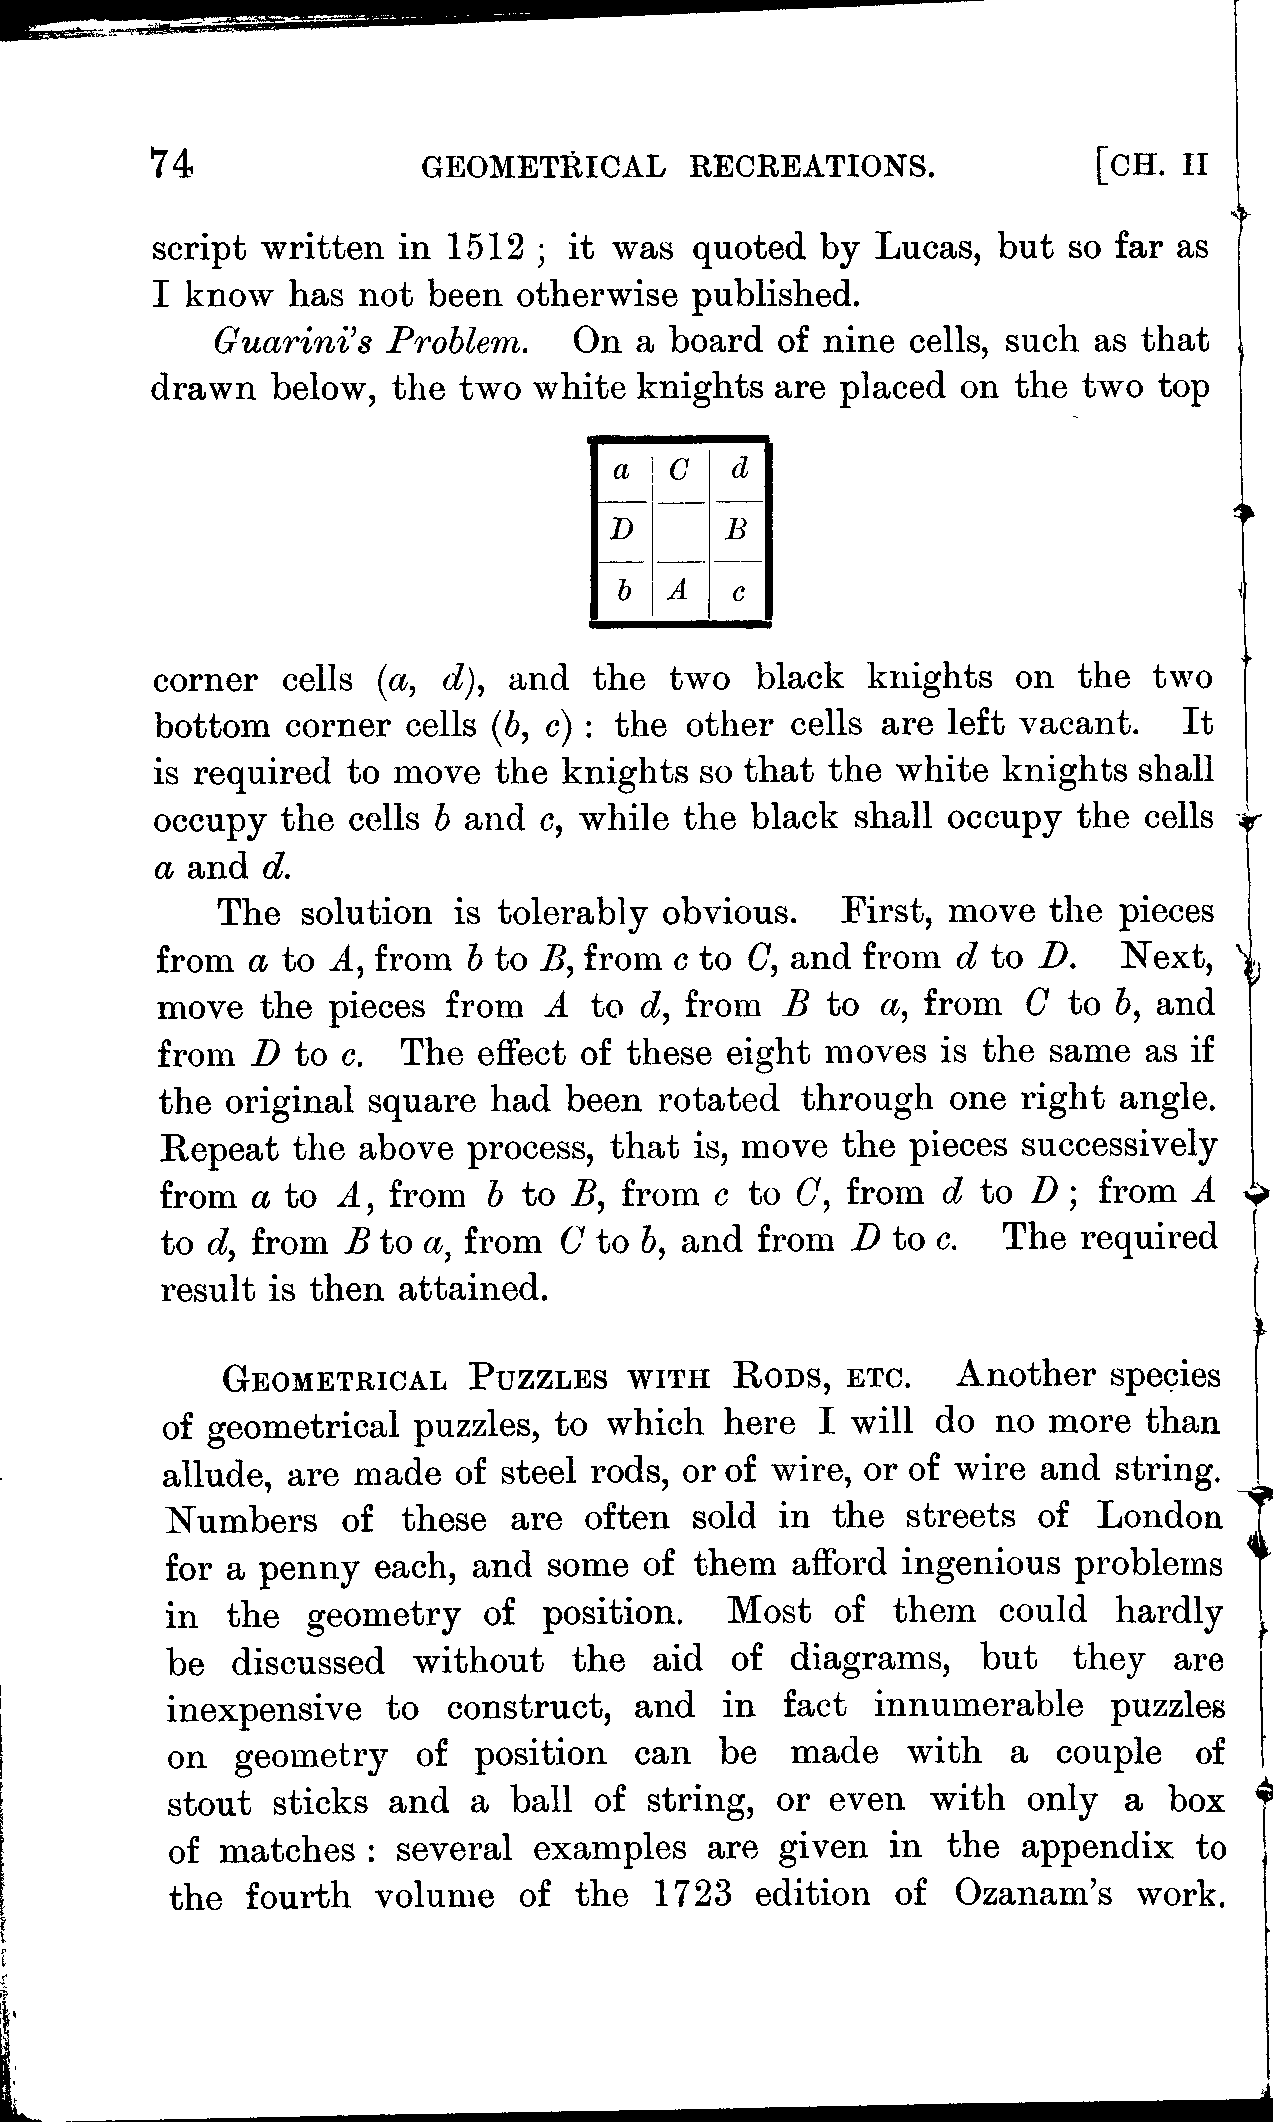 74 GEOMETRICAL RECREATIONS. [CH. II
script written in 1512 ; it was quoted by Lucas, but so far as
I know has not been otherwise published.
Guarini's Problem. On a board of nine cells, such as that
drawn below, the two white knights are placed on the two top
a C d
D B
b A c
corner cells (a, d), and the two black knights on the two
bottom corner cells (b, c) : the other cells are left vacant. It
is required to move the knights so that the white knights shall
occupy the cells b and c, while the black shall occupy the cells
a and d.
The solution is tolerably obvious. First, move the pieces
from a to A, from b to B, from c to C, and from d to D. Next,
move the pieces from A to d, from B to a, from C to b, and
from D to c. The effect of these eight moves is the same as if
the original square had been rotated through one right angle.
Repeat the above process, that is, move the pieces successively
from a to A, from b to B, from c to C, from d to D ; from A
to d, from B to a, from C to b, and from D to c. The required
result is then attained.
GEOMETRICAL PUZZLES WITH RODS, ETC. Another species
of geometrical puzzles, to which here I will do no more than
allude, are made of steel rods, or of wire, or of wire and string.
Numbers of these are often sold in the streets of London
for a penny each, and some of them afford ingenious problems
in the geometry of position. Most of them could hardly
be discussed without the aid of diagrams, but they are
inexpensive to construct, and in fact innumerable puzzles
on geometry of position can be made with a couple of
stout sticks and a ball of string, or even with only a box
of matches : several examples are given in the appendix to
the fourth volume of the 1723 edition of Ozanam's work.